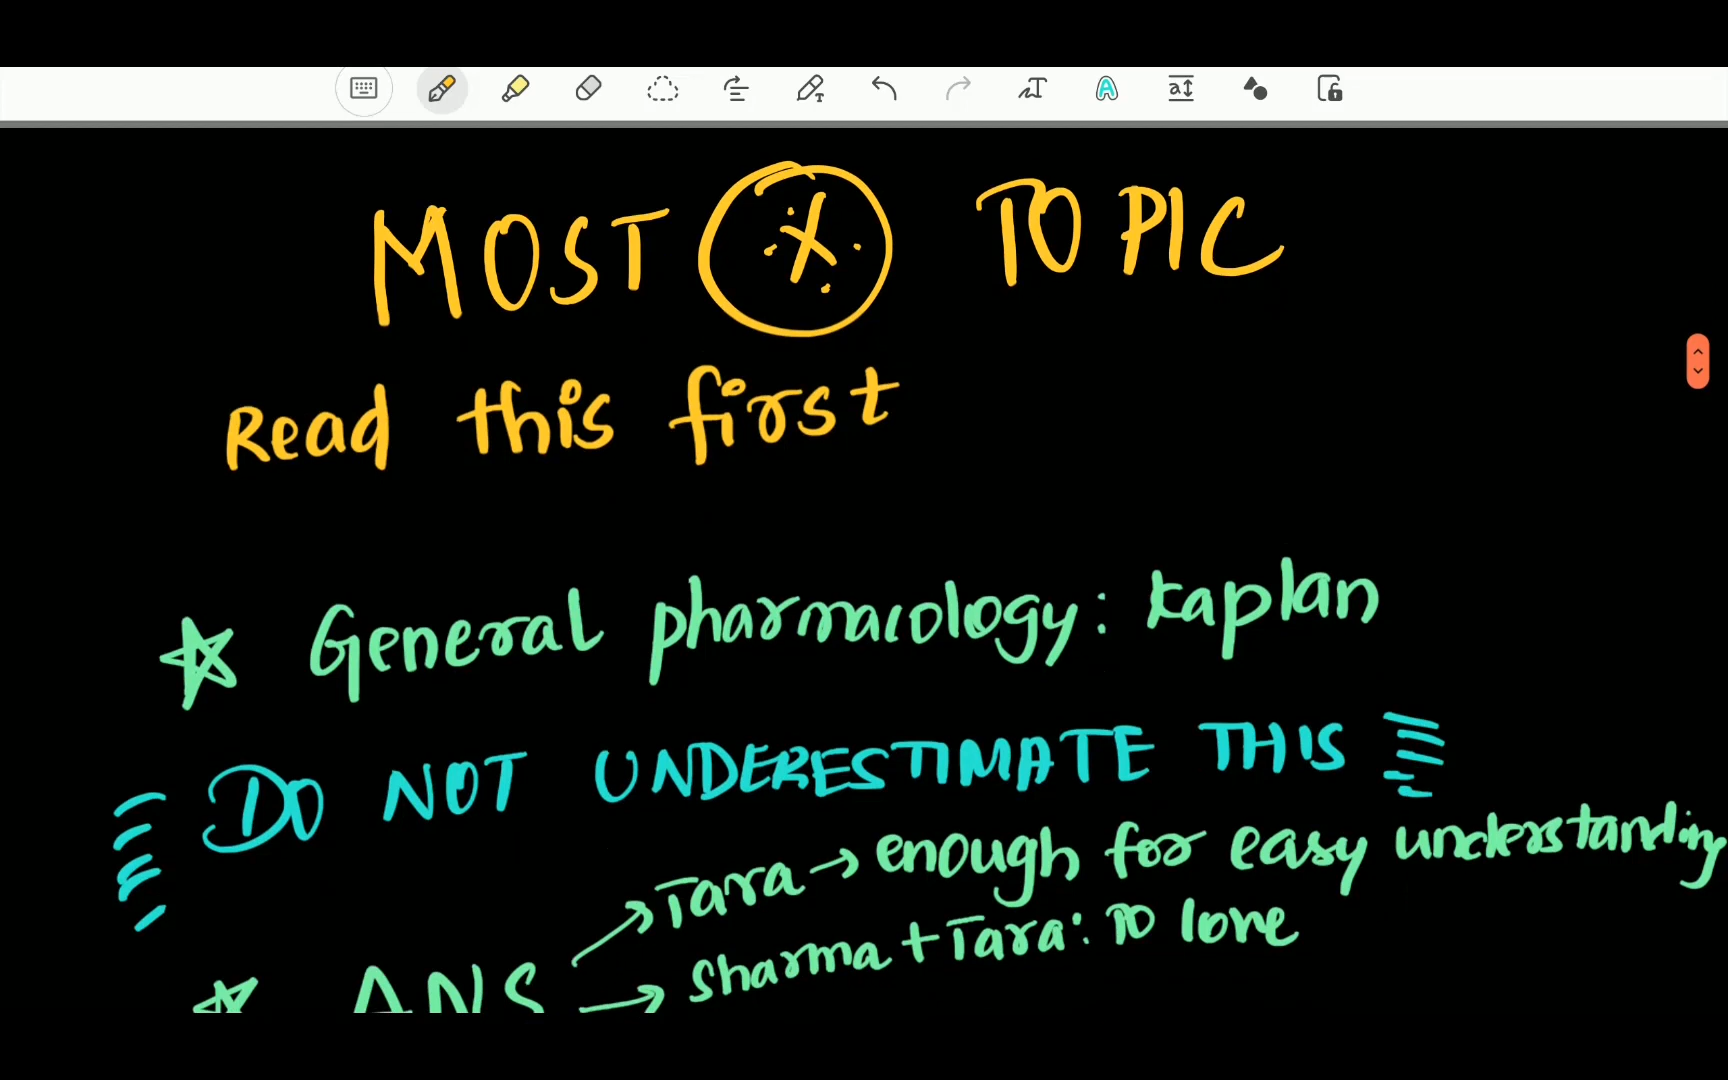 MOST TOPIC
Read this first
General pharmacology: kaplan
DO NOT UNDERESTIMATE THIS
Tara → enough for easy understanding
Sharma + Tara: To love
ANS